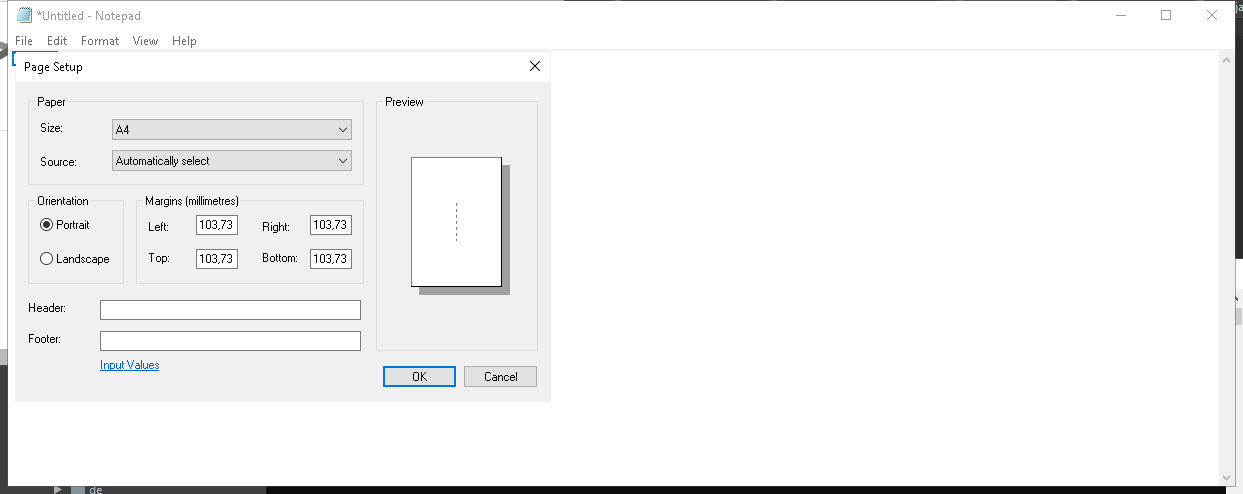 *Untitled - Notepad
File Edit Format View Help
Page Setup
Paper
Size: A4
Source: Automatically select
Orientation
Portrait
Landscape
Margins (millimetres)
Left: 103,73 Right: 103,73
Top: 103,73 Bottom: 103,73
Header:
Footer:
Input Values
Preview
OK Cancel
de